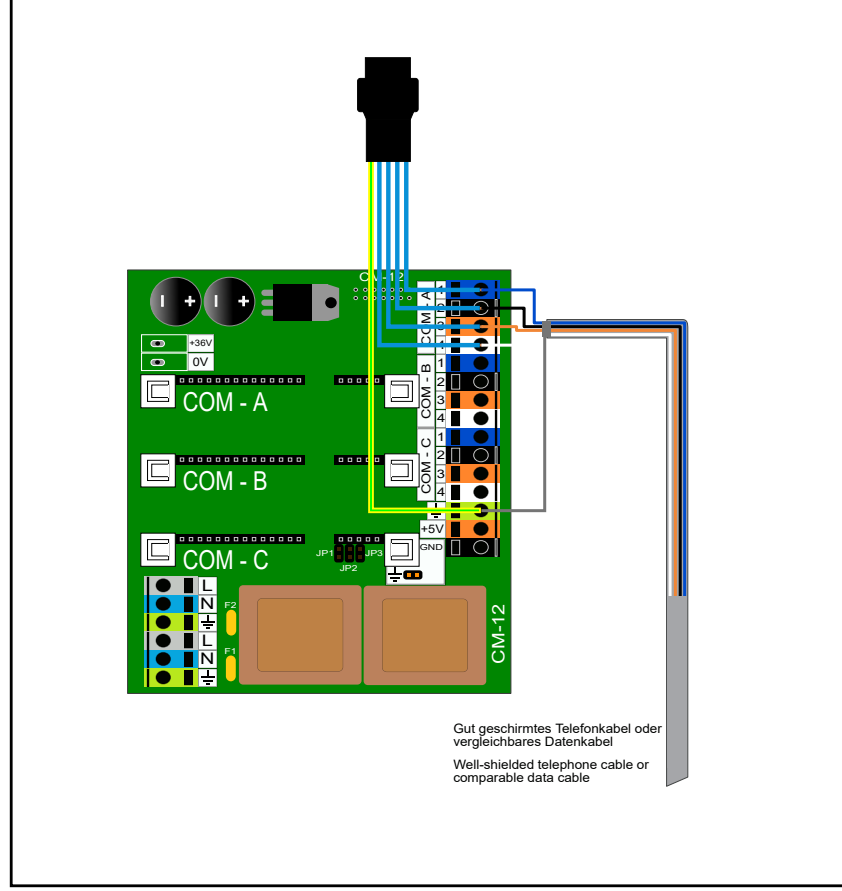 CM-12
COM - A
1
2
3
4
COM - B
1
2
3
4
COM - C
1
2
3
4
+5V
GND
+36V
0V
COM - A
COM - B
COM - C
JP1
JP2
JP3
L
N
L
N
F2
F1
CM-12
Gut geschirmtes Telefonkabel oder
vergleichbares Datenkabel
Well-shielded telephone cable or
comparable data cable